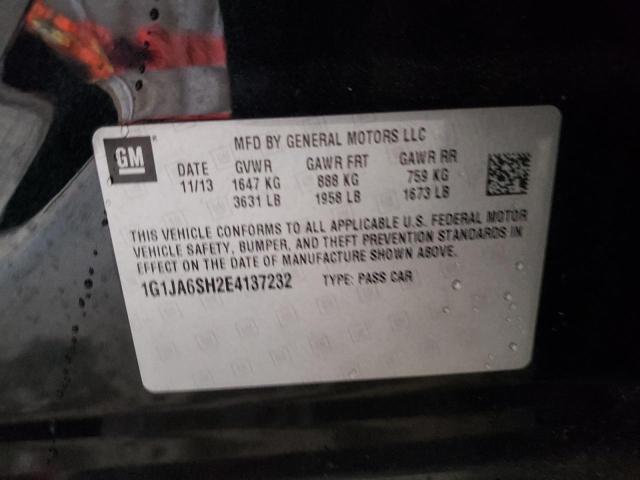 GM
MFD BY GENERAL MOTORS LLC
DATE GVWR GAWR FRT GAWR RR
11/13 1647 KG 888 KG 759 KG
3631 LB 1958 LB 1673 LB
THIS VEHICLE CONFORMS TO ALL APPLICABLE U.S. FEDERAL MOTOR
VEHICLE SAFETY, BUMPER, AND THEFT PREVENTION STANDARDS IN
EFFECT ON THE DATE OF MANUFACTURE SHOWN ABOVE.
1G1JA6SH2E4137232 TYPE: PASS CAR